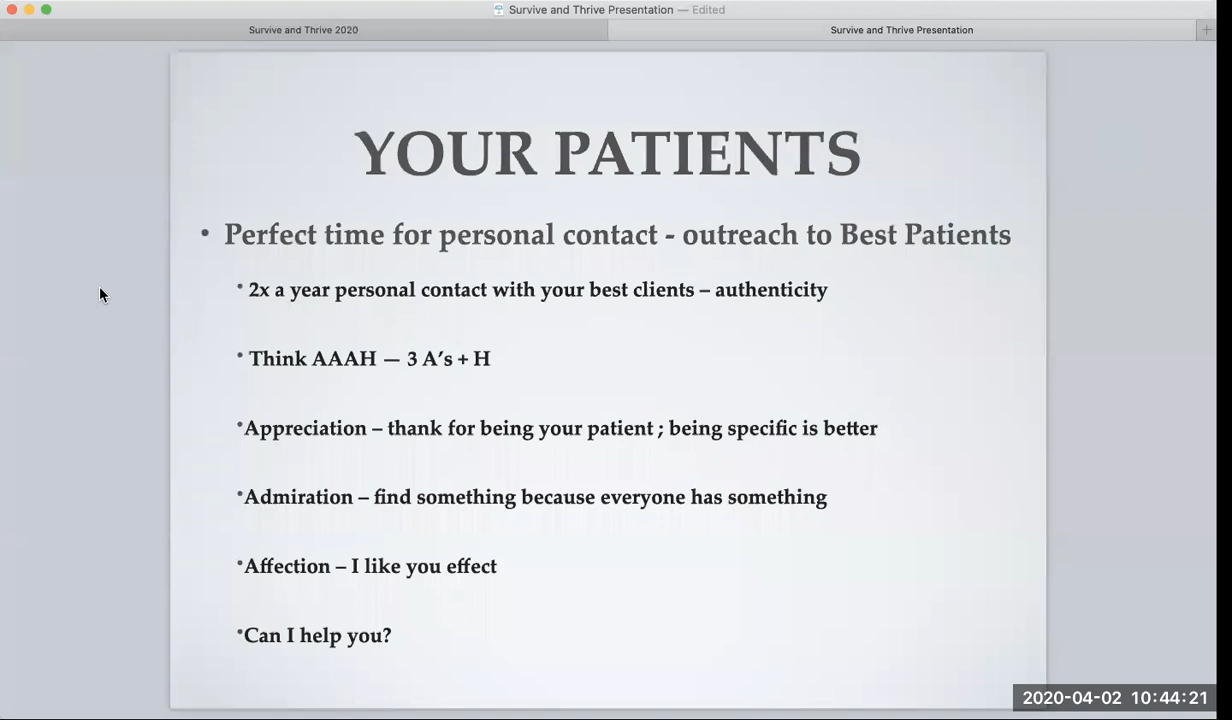 Survive and Thrive Presentation — Edited
Survive and Thrive 2020
Survive and Thrive Presentation
YOUR PATIENTS
• Perfect time for personal contact - outreach to Best Patients
• 2x a year personal contact with your best clients – authenticity
• Think AAAH — 3 A’s + H
•Appreciation – thank for being your patient ; being specific is better
•Admiration – find something because everyone has something
•Affection – I like you effect
•Can I help you?
2020-04-02 10:44:21